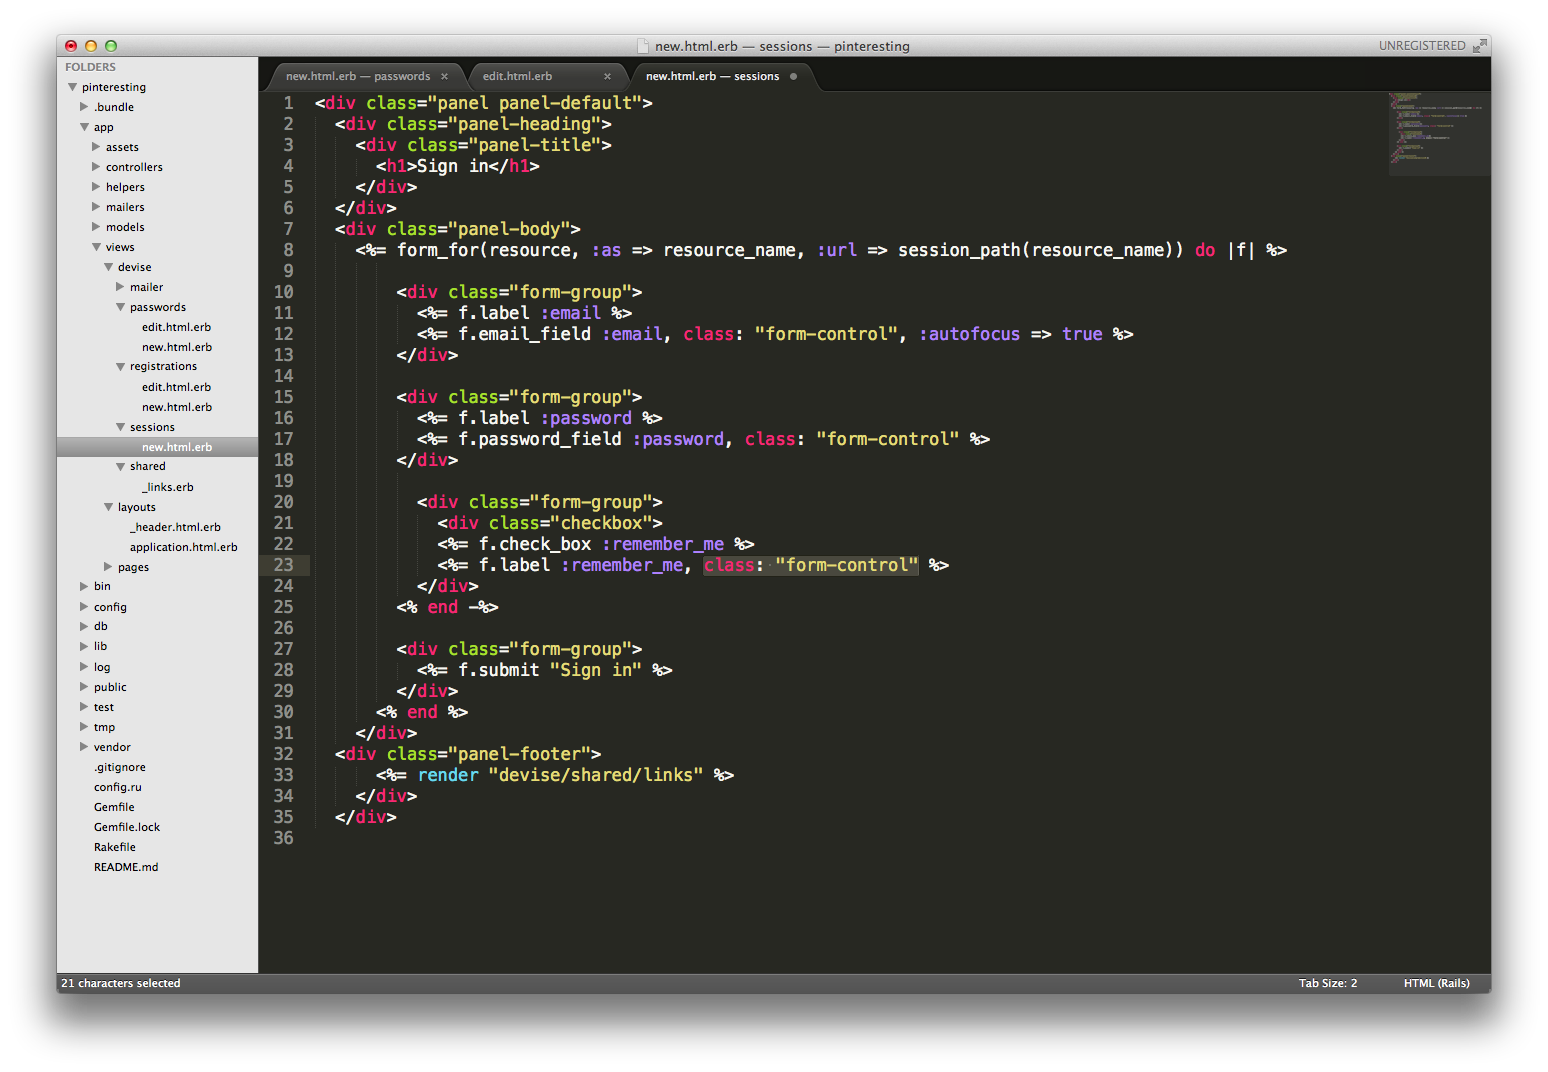 new.html.erb — sessions — pinteresting
UNREGISTERED
FOLDERS
pinteresting
.bundle
app
assets
controllers
helpers
mailers
models
views
devise
mailer
passwords
edit.html.erb
new.html.erb
registrations
edit.html.erb
new.html.erb
sessions
new.html.erb
shared
_links.erb
layouts
_header.html.erb
application.html.erb
pages
bin
config
db
lib
log
public
test
tmp
vendor
.gitignore
config.ru
Gemfile
Gemfile.lock
Rakefile
README.md
new.html.erb — passwords ×
edit.html.erb ×
new.html.erb — sessions
1 <div class="panel panel-default">
2 <div class="panel-heading">
3 <div class="panel-title">
4 <h1>Sign in</h1>
5 </div>
6 </div>
7 <div class="panel-body">
8 <%= form_for(resource, :as => resource_name, :url => session_path(resource_name)) do |f| %>
9
10 <div class="form-group">
11 <%= f.label :email %>
12 <%= f.email_field :email, class: "form-control", :autofocus => true %>
13 </div>
14
15 <div class="form-group">
16 <%= f.label :password %>
17 <%= f.password_field :password, class: "form-control" %>
18 </div>
19
20 <div class="form-group">
21 <div class="checkbox">
22 <%= f.check_box :remember_me %>
23 <%= f.label :remember_me, class: "form-control" %>
24 </div>
25 <% end -%>
26
27 <div class="form-group">
28 <%= f.submit "Sign in" %>
29 </div>
30 <% end %>
31 </div>
32 <div class="panel-footer">
33 <%= render "devise/shared/links" %>
34 </div>
35 </div>
36
21 characters selected
Tab Size: 2
HTML (Rails)